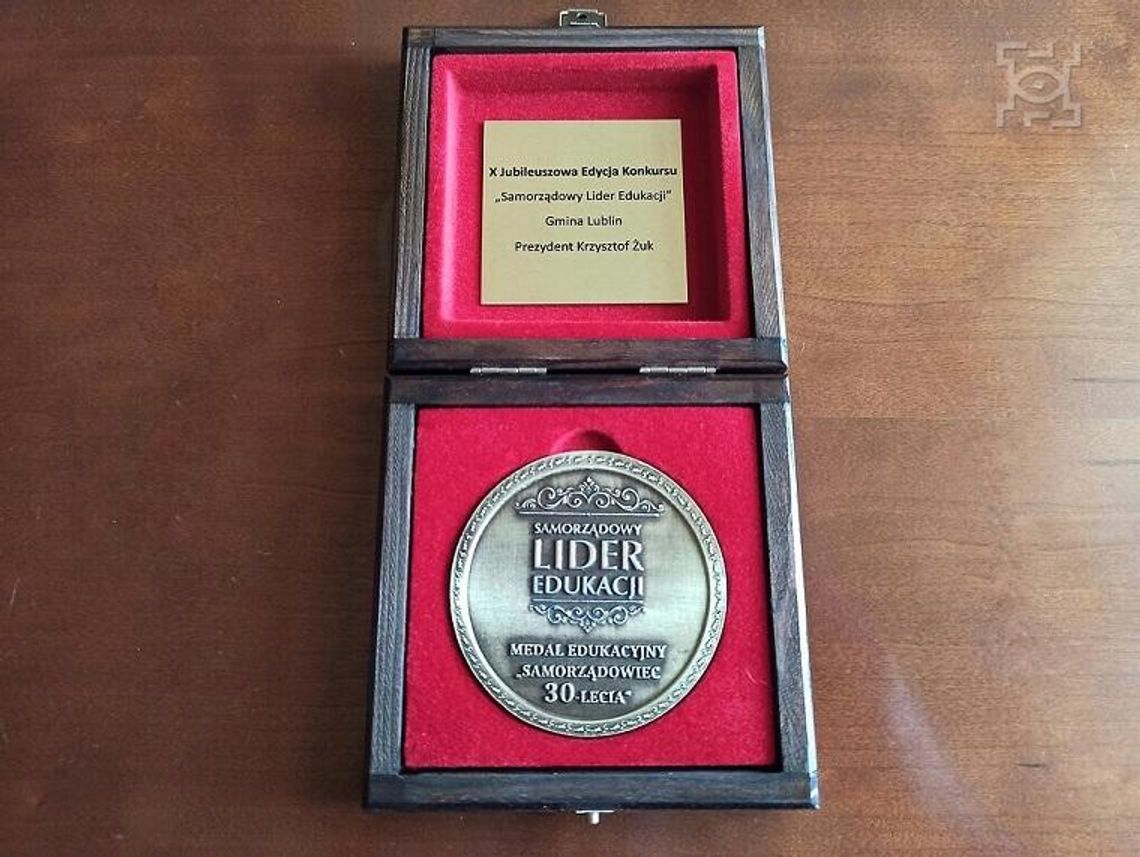 X Jubileuszowa Edycja Konkursu
„Samorządowy Lider Edukacji”
Gmina Lublin
Prezydent Krzysztof Żuk
SAMORZĄDOWY
LIDER
EDUKACJI
MEDAL EDUKACYJNY
„SAMORZĄDOWIEC
30-LECIA”